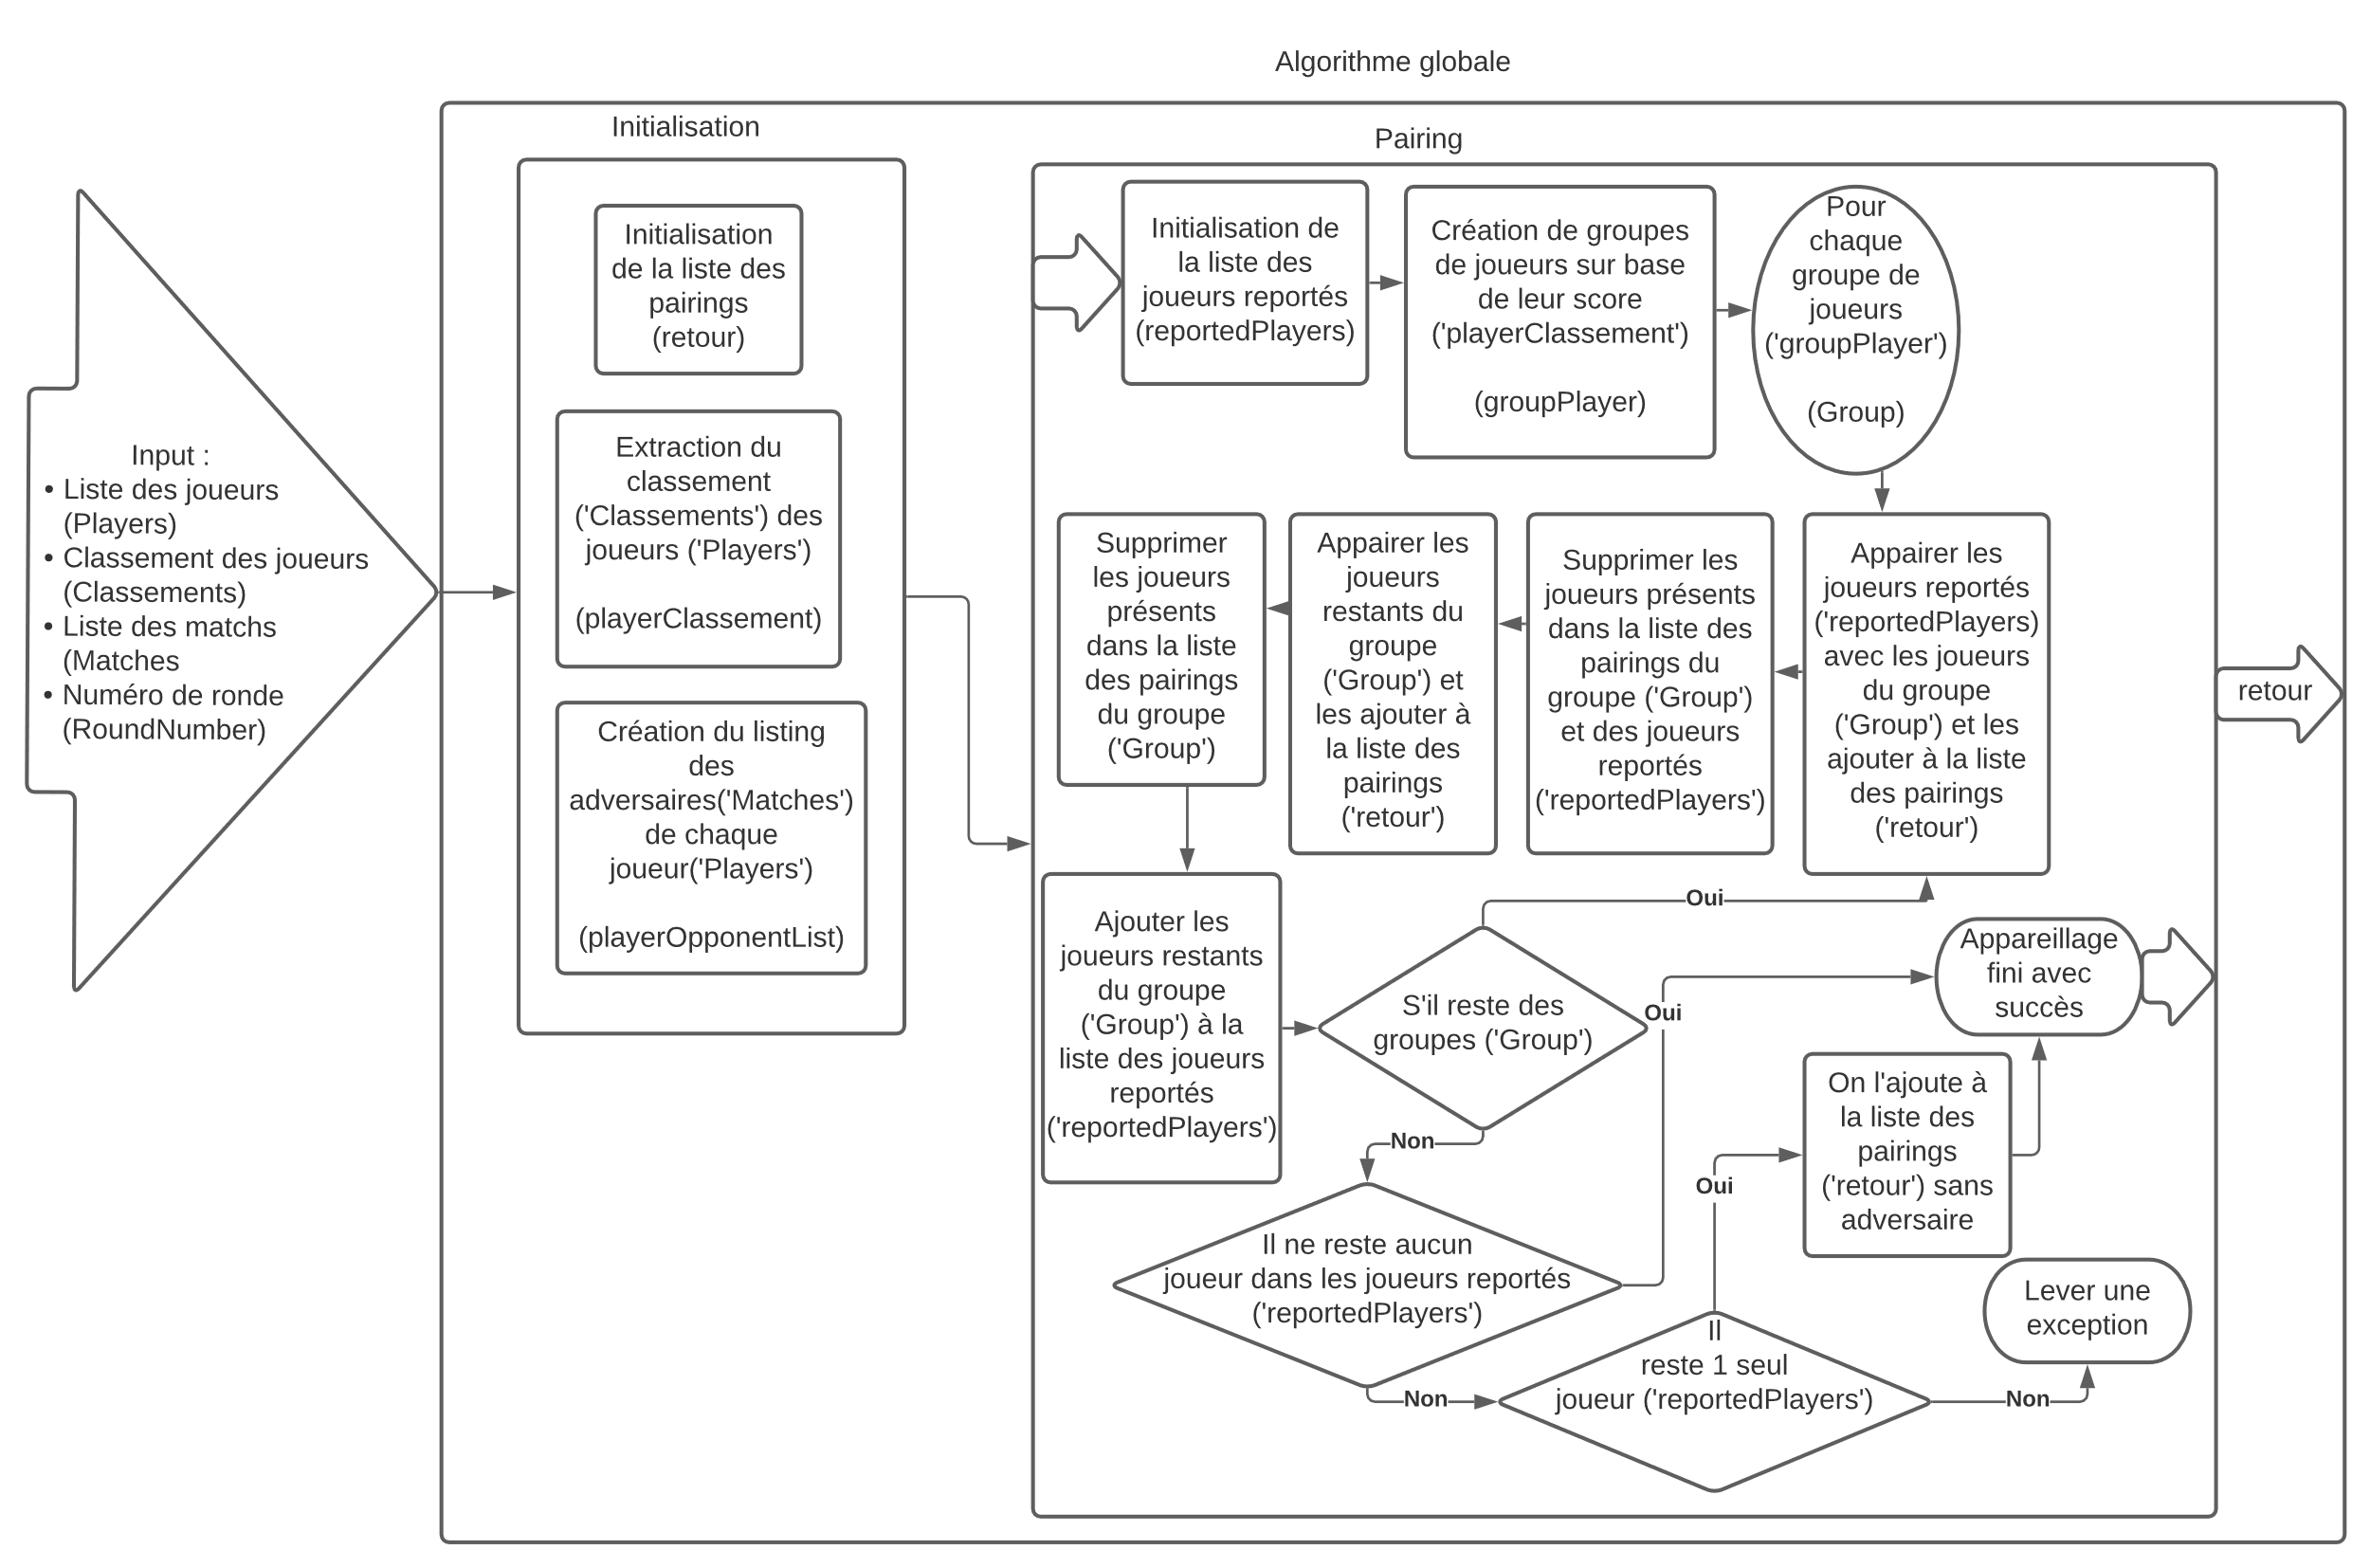 Algorithme globale
Input :
• Liste des joueurs
(Players)
• Classement des joueurs
(Classements)
• Liste des matchs
(Matches
• Numéro de ronde
(RoundNumber)
Initialisation
Initialisation
de la liste des
pairings
(retour)
Extraction du
classement
('Classements') des
joueurs ('Players')
(playerClassement)
Création du listing
des
adversaires('Matches')
de chaque
joueur('Players')
(playerOpponentList)
Pairing
Initialisation de
la liste des
joueurs reportés
(reportedPlayers)
Création de groupes
de joueurs sur base
de leur score
('playerClassement')
(groupPlayer)
Pour
chaque
groupe de
joueurs
('groupPlayer')
(Group)
Appairer les
joueurs reportés
('reportedPlayers)
avec les joueurs
du groupe
('Group') et les
ajouter à la liste
des pairings
('retour')
Supprimer les
joueurs présents
dans la liste des
pairings du
groupe ('Group')
et des joueurs
reportés
('reportedPlayers')
Appairer les
joueurs
restants du
groupe
('Group') et
les ajouter à
la liste des
pairings
('retour')
Supprimer
les joueurs
présents
dans la liste
des pairings
du groupe
('Group')
Ajouter les
joueurs restants
du groupe
('Group') à la
liste des joueurs
reportés
('reportedPlayers')
S'il reste des
groupes ('Group')
Oui
Non
Il ne reste aucun
joueur dans les joueurs reportés
('reportedPlayers')
Oui
Non
Il
reste 1 seul
joueur ('reportedPlayers')
Oui
Non
On l'ajoute à
la liste des
pairings
('retour') sans
adversaire
Appareillage
fini avec
succès
Lever une
exception
retour